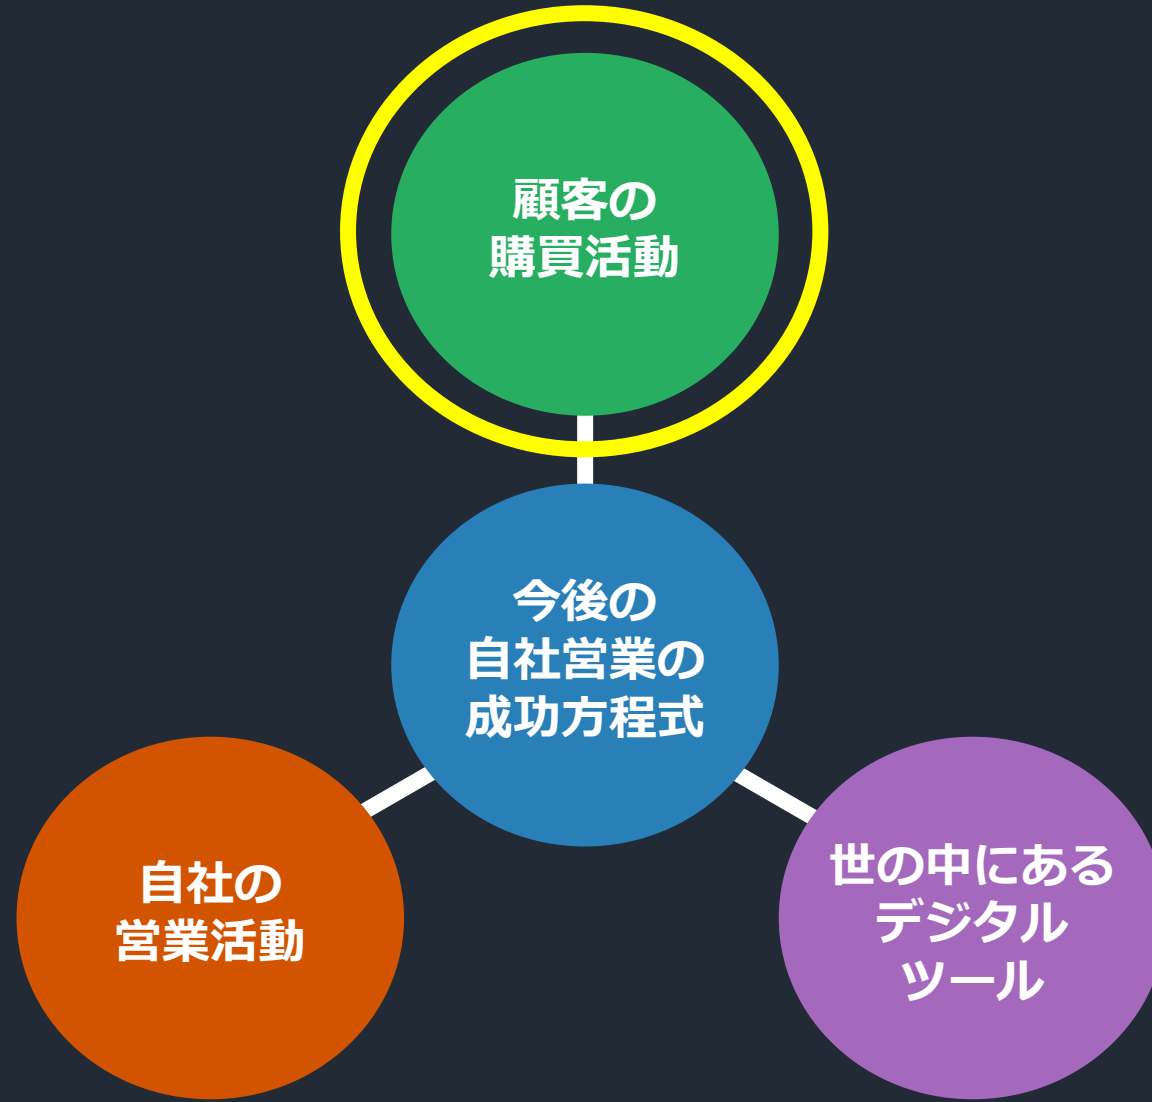 顧客の
購買活動
今後の
自社営業の
成功方程式
自社の
営業活動
世の中にある
デジタル
ツール